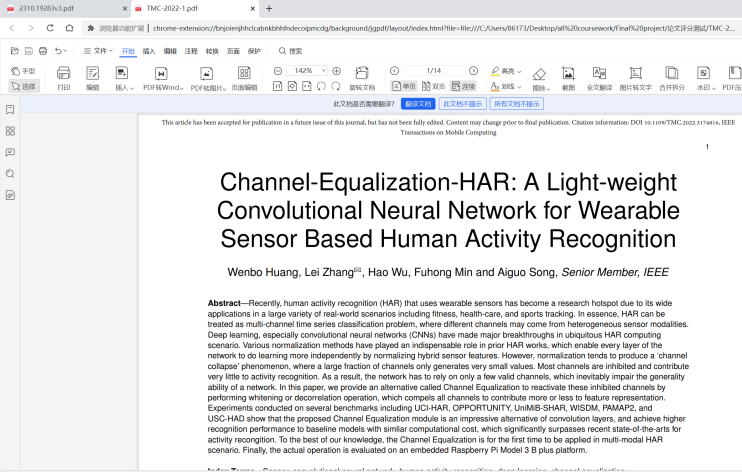 2310.19283v3.pdf
TMC-2022-1.pdf
浏览器功能扩展 | chrome-extension://bnjoienjhhclcabnkbhhfndecoipmcdg/background/jgpdf/layout/index.html?file=file:///C:/Users/86173/Desktop/all%20coursework/Final%20project/论文评分测试/TMC-2...
文件 开始 插入 编辑 注释 转换 页面 保护 搜索
手型 142% 1/14 高亮
选择 打印 编辑 插入 PDF转Word PDF转图片 页面编辑 旋转文档 单页 双页 连续 划线 擦除 截图 全文翻译 图片转文字 合并拆分 水印 PDF压
此文档是否需要翻译? 翻译文档 此文档不提示 所有文档不提示
This article has been accepted for publication in a future issue of this journal, but has not been fully edited. Content may change prior to final publication. Citation information: DOI 10.1109/TMC.2022.3174816, IEEE
Transactions on Mobile Computing
1
Channel-Equalization-HAR: A Light-weight
Convolutional Neural Network for Wearable
Sensor Based Human Activity Recognition
Wenbo Huang, Lei Zhang✉, Hao Wu, Fuhong Min and Aiguo Song, Senior Member, IEEE
Abstract—Recently, human activity recognition (HAR) that uses wearable sensors has become a research hotspot due to its wide
applications in a large variety of real-world scenarios including fitness, health-care, and sports tracking. In essence, HAR can be
treated as multi-channel time series classification problem, where different channels may come from heterogeneous sensor modalities.
Deep learning, especially convolutional neural networks (CNNs) have made major breakthroughs in ubiquitous HAR computing
scenario. Various normalization methods have played an indispensable role in prior HAR works, which enable every layer of the
network to do learning more independently by normalizing hybrid sensor features. However, normalization tends to produce a 'channel
collapse' phenomenon, where a large fraction of channels only generates very small values. Most channels are inhibited and contribute
very little to activity recognition. As a result, the network has to rely on only a few valid channels, which inevitably impair the generality
ability of a network. In this paper, we provide an alternative called Channel Equalization to reactivate these inhibited channels by
performing whitening or decorrelation operation, which compels all channels to contribute more or less to feature representation.
Experiments conducted on several benchmarks including UCI-HAR, OPPORTUNITY, UniMiB-SHAR, WISDM, PAMAP2, and
USC-HAD show that the proposed Channel Equalization module is an impressive alternative of convolution layers, and achieve higher
recognition performance to baseline models with simliar computational cost, which significantly surpasses recent state-of-the-arts for
activity recognition. To the best of our knowledge, the Channel Equalization is for the first time to be applied in multi-modal HAR
scenario. Finally, the actual operation is evaluated on an embedded Raspberry Pi Model 3 B plus platform.